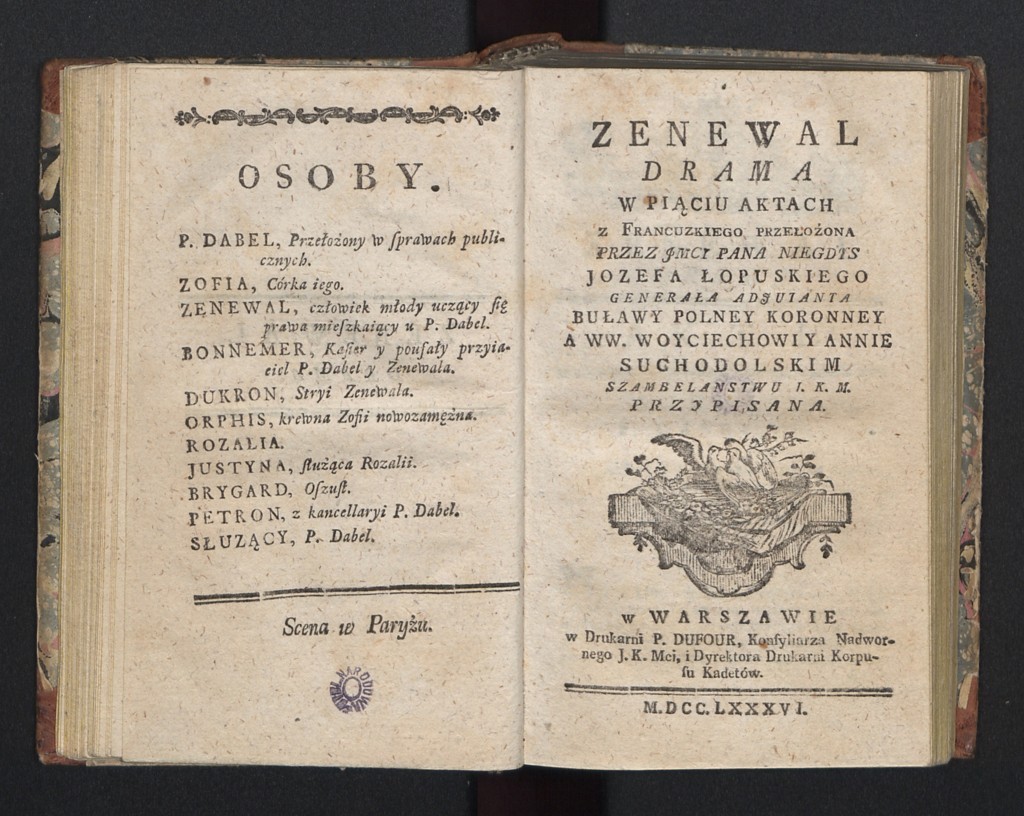 OSOBY.
P. DABEL, Przełożony w ſprawach publi-
cznych.
ZOFIA, Córka iego.
ZENEWAL, człowiek młody uczący ſię
prawa mieſzkaiący u P. Dabel.
BONNEMER, Kaſſier y poufały przyia-
ciel P. Dabel y Zenewala.
DUKRON, Stryi Zenewala.
ORPHIS, krewna Zofii nowozamężna.
ROZALIA.
JUSTYNA, ſłużąca Rozalii.
BRYGARD, Oſzuſt.
PETRON, z kancellaryi P. Dabel.
SŁUZĄCY, P. Dabel.
Scena w Paryżu.
NARODOWA
ZENEWAL
DRAMA
W PIĄCIU AKTACH
Z FRANCUZKIEGO PRZEŁOŻONA
PRZEZ JMCI PANA NIEGDYS
JOZEFA ŁOPUSKIEGO
GENERAŁA ADJUIANTA
BUŁAWY POLNEY KORONNEY
A WW. WOYCIECHOWI Y ANNIE
SUCHODOLSKIM
SZAMBELANSTWU I. K. M.
PRZYPISANA.
w WARSZAWIE
w Drukarni P. DUFOUR, Konſyliarza Nadwor-
nego J. K. Mci, i Dyrektora Drukarni Korpu-
ſu Kadetów.
M.DCC.LXXXVI.